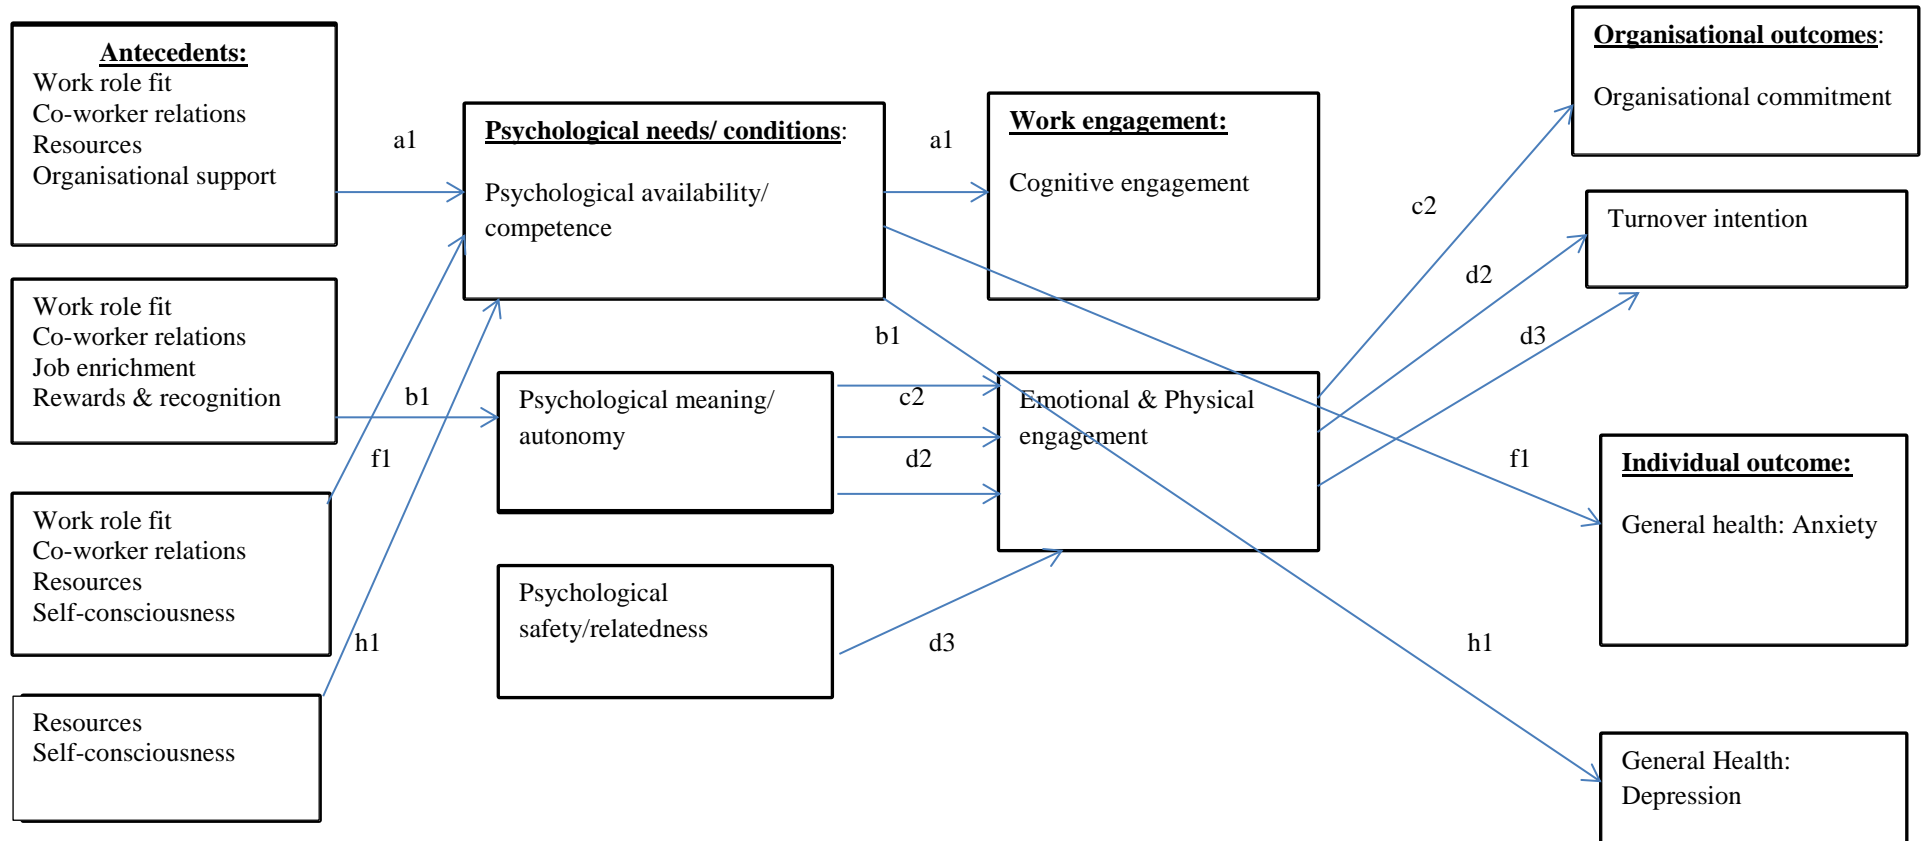 Antecedents:
Work role fit
Co-worker relations
Resources
Organisational support
a1
Work role fit
Co-worker relations
Job enrichment
Rewards & recognition
b1
f1
Work role fit
Co-worker relations
Resources
Self-consciousness
h1
Resources
Self-consciousness
Psychological needs/ conditions:
Psychological availability/
competence
a1
b1
Psychological meaning/
autonomy
c2
d2
Psychological
safety/relatedness
d3
Work engagement:
Cognitive engagement
Emotional & Physical
engagement
c2
d2
d3
f1
h1
Organisational outcomes:
Organisational commitment
Turnover intention
Individual outcome:
General health: Anxiety
General Health:
Depression